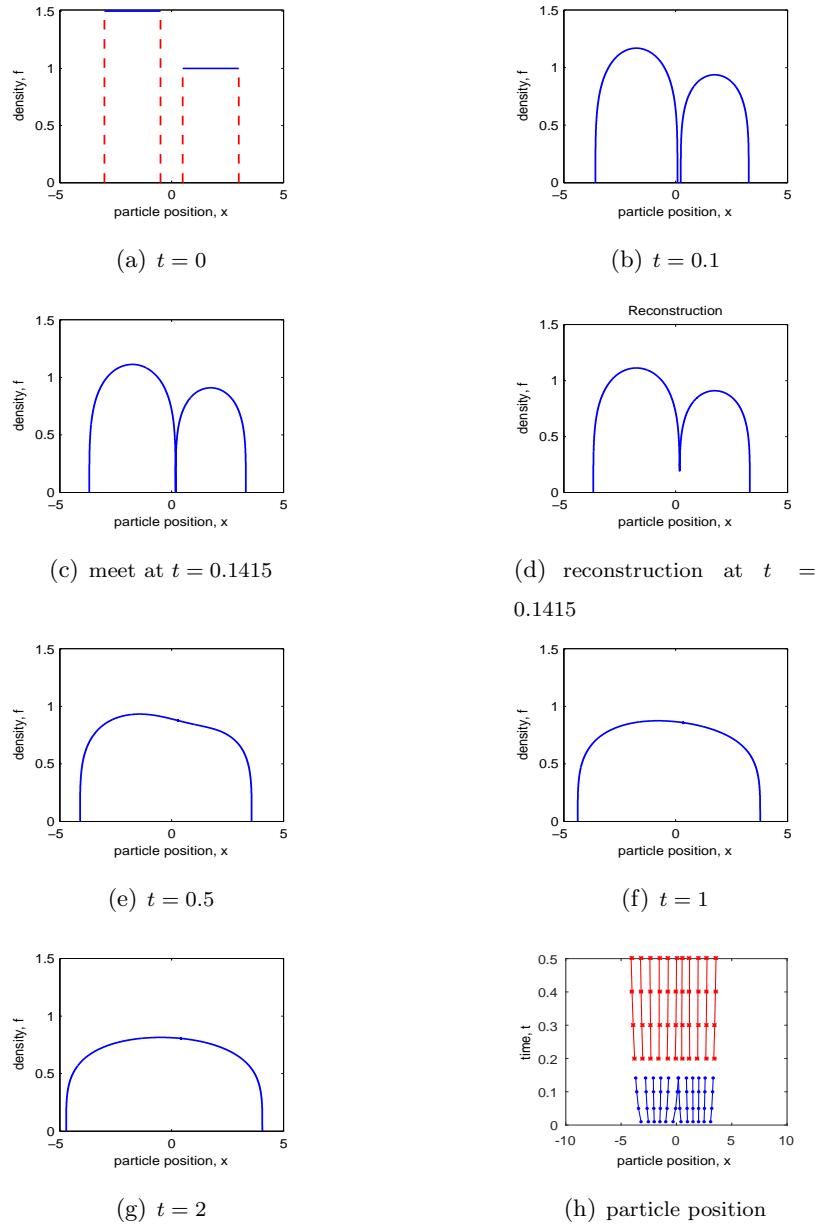 1.5
1
0.5
0
−5
0
5
density, f
particle position, x
(a) t = 0
1.5
1
0.5
0
−5
0
5
density, f
particle position, x
(b) t = 0.1
1.5
1
0.5
0
−5
0
5
density, f
particle position, x
(c) meet at t = 0.1415
Reconstruction
1.5
1
0.5
0
−5
0
5
density, f
particle position, x
(d) reconstruction at t =
0.1415
1.5
1
0.5
0
−5
0
5
density, f
particle position, x
(e) t = 0.5
1.5
1
0.5
0
−5
0
5
density, f
particle position, x
(f) t = 1
1.5
1
0.5
0
−5
0
5
density, f
particle position, x
(g) t = 2
0.5
0.4
0.3
0.2
0.1
0
-10
-5
0
5
10
time, t
particle position, x
(h) particle position